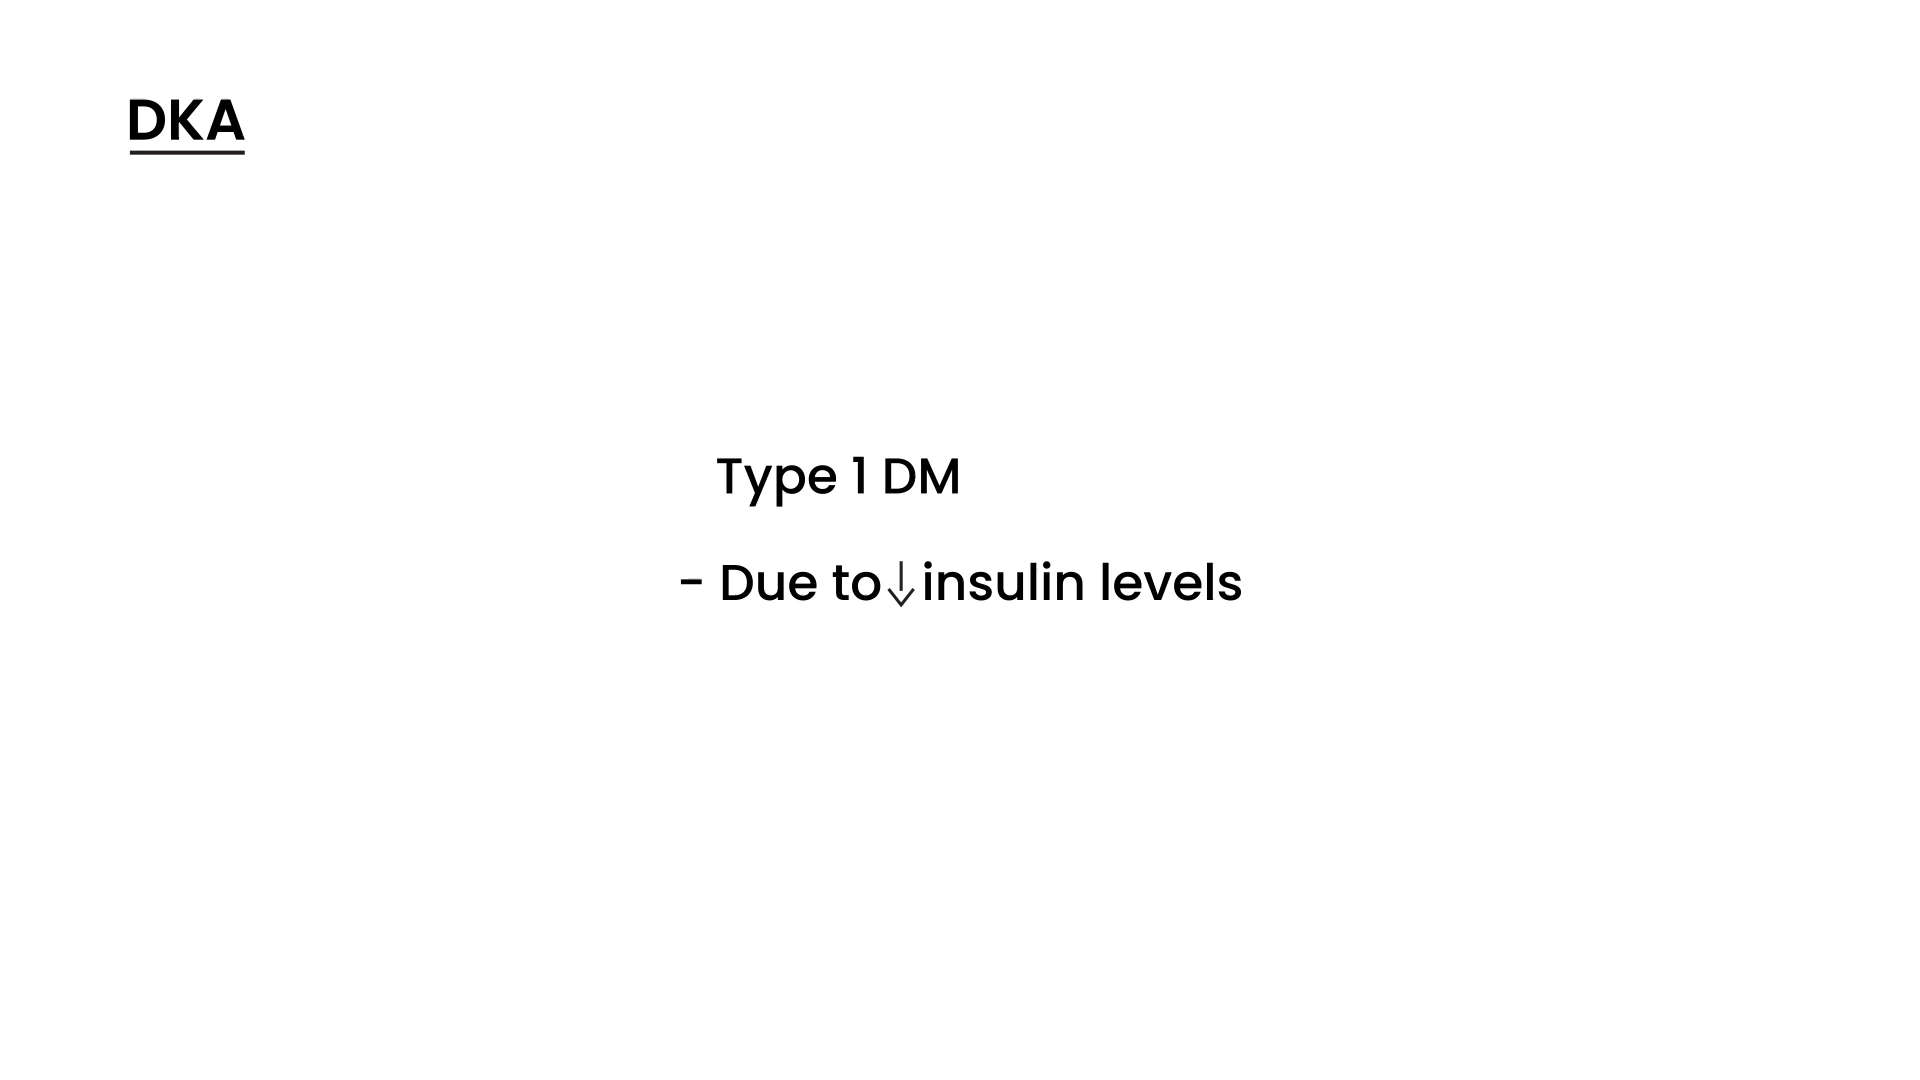 DKA
Type 1 DM
- Due to ↓ insulin levels